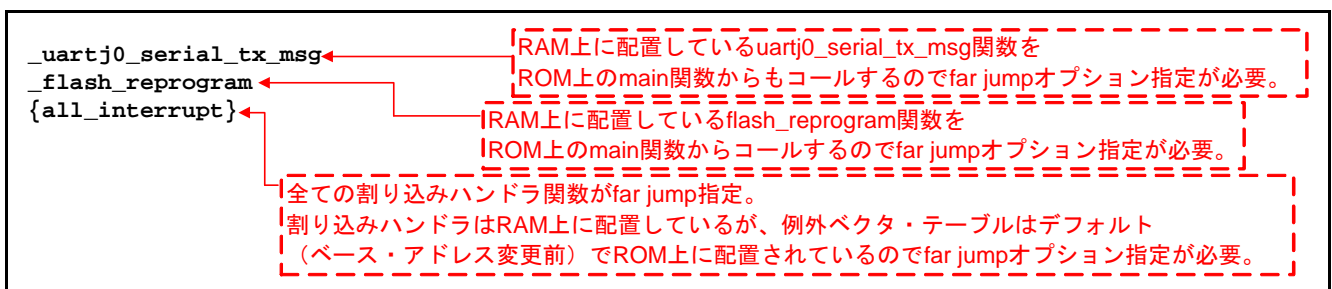 _uartj0_serial_tx_msg
_flash_reprogram
{all_interrupt}
RAM上に配置しているuartj0_serial_tx_msg関数を
ROM上のmain関数からもコールするのでfar jumpオプション指定が必要。
RAM上に配置しているflash_reprogram関数を
ROM上のmain関数からコールするのでfar jumpオプション指定が必要。
全ての割り込みハンドラ関数がfar jump指定。
割り込みハンドラはRAM上に配置しているが、例外ベクタ・テーブルはデフォルト
（ベース・アドレス変更前）でROM上に配置されているのでfar jumpオプション指定が必要。